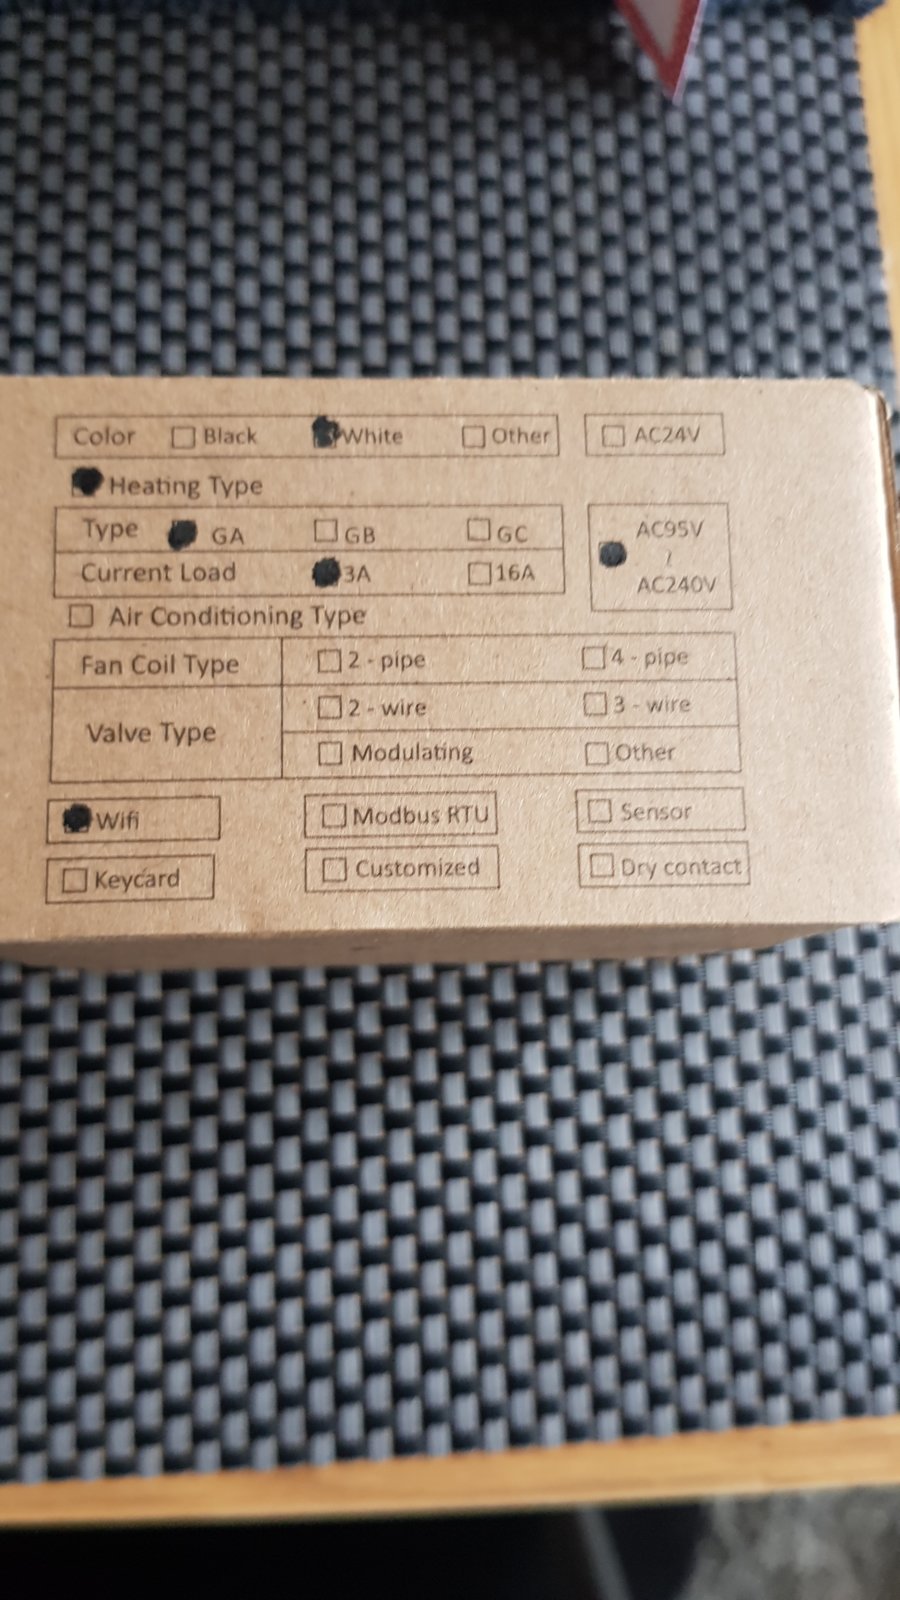 Color Black White Other AC24V
Heating Type
Type GA GB GC
Current Load 3A 16A
AC95V
~
AC240V
Air Conditioning Type
Fan Coil Type 2 - pipe 4 - pipe
Valve Type 2 - wire 3 - wire
Modulating Other
Wifi Modbus RTU Sensor
Keycard Customized Dry contact